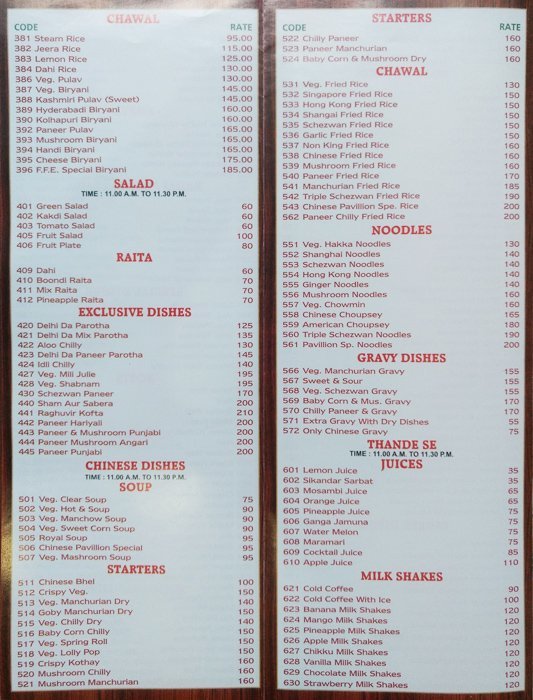 CHAWAL
CODE RATE
381 Steam Rice 95.00
382 Jeera Rice 115.00
383 Lemon Rice 125.00
384 Dahi Rice 130.00
386 Veg. Pulav 130.00
387 Veg. Biryani 145.00
388 Kashmiri Pulav (Sweet) 145.00
389 Hyderabadi Biryani 160.00
390 Kolhapuri Biryani 160.00
392 Paneer Pulav 165.00
393 Mushroom Biryani 165.00
394 Handi Biryani 165.00
395 Cheese Biryani 175.00
396 F.F.E. Special Biryani 185.00
SALAD
TIME : 11.00 A.M. TO 11.30 P.M.
401 Green Salad 60
402 Kakdi Salad 60
403 Tomato Salad 60
405 Fruit Salad 100
406 Fruit Plate 80
RAITA
409 Dahi 60
410 Boondi Raita 70
411 Mix Raita 70
412 Pineapple Raita 70
EXCLUSIVE DISHES
420 Delhi Da Parotha 125
421 Delhi Da Mix Parotha 135
422 Aloo Chilly 130
423 Delhi Da Paneer Parotha 145
424 Idli Chilly 140
427 Veg. Mili Julie 195
428 Veg. Shabnam 195
430 Schezwan Paneer 170
440 Sham Aur Sabera 200
441 Raghuvir Kofta 210
442 Paneer Hariyali 200
443 Paneer & Mushroom Punjabi 200
444 Paneer Mushroom Angari 200
445 Paneer Punjabi 200
CHINESE DISHES
TIME : 11.00 A.M. TO 11.30 P.M.
SOUP
501 Veg. Clear Soup 75
502 Veg. Hot & Soup 90
503 Veg. Manchow Soup 90
504 Veg. Sweet Corn Soup 90
505 Royal Soup 95
506 Chinese Pavillion Special 95
507 Veg. Mashroom Soup 95
STARTERS
511 Chinese Bhel 100
512 Crispy Veg. 150
513 Veg. Manchurian Dry 140
514 Goby Manchurian Dry 150
515 Veg. Chilly Dry 140
516 Baby Corn Chilly 150
517 Veg. Spring Roll 150
518 Veg. Lolly Pop 150
519 Crispy Kothay 160
520 Mushroom Chilly 160
521 Mushroom Manchurian 160
STARTERS
CODE RATE
522 Chilly Paneer 160
523 Paneer Manchurian 160
524 Baby Corn & Mushroom Dry 160
CHAWAL
531 Veg. Fried Rice 130
532 Singapore Fried Rice 150
533 Hong Kong Fried Rice 150
534 Shangai Fried Rice 150
535 Schezwan Fried Rice 150
536 Garlic Fried Rice 150
537 Non King Fried Rice 160
538 Chinese Fried Rice 160
539 Mushroom Fried Rice 160
540 Paneer Fried Rice 170
541 Manchurian Fried Rice 185
542 Triple Schezwan Fried Rice 190
543 Chinese Pavillion Spe. Rice 200
562 Paneer Chilly Fried Rice 200
NOODLES
551 Veg. Hakka Noodles 130
552 Shanghai Noodles 140
553 Schezwan Noodles 140
554 Hong Kong Noodles 140
555 Ginger Noodles 140
556 Mushroom Noodles 160
557 Veg. Chowmin 160
558 Chinese Choupsey 165
559 American Choupsey 180
560 Triple Schezwan Noodles 190
561 Pavillion Sp. Noodles 200
GRAVY DISHES
566 Veg. Manchurian Gravy 155
567 Sweet & Sour 155
568 Veg. Schezwan Gravy 155
569 Baby Corn & Mus. Gravy 170
570 Chilly Paneer & Gravy 170
571 Extra Gravy With Dry Dishes 55
572 Only Chinese Gravy 75
THANDE SE
TIME : 11.00 A.M. TO 11.30 P.M.
JUICES
601 Lemon Juice 35
602 Sikandar Sarbat 35
603 Mosambi Juice 65
604 Orange Juice 65
605 Pineapple Juice 75
606 Ganga Jamuna 75
607 Water Melon 75
608 Maramari 75
609 Cocktail Juice 85
610 Apple Juice 110
MILK SHAKES
621 Cold Coffee 90
622 Cold Coffee With Ice 100
623 Banana Milk Shakes 120
624 Mango Milk Shakes 120
625 Pineapple Milk Shakes 120
626 Apple Milk Shakes 120
627 Chikku Milk Shakes 120
628 Vanilla Milk Shakes 120
629 Chocolate Milk Shakes 120
630 Strawberry Milk Shakes 120